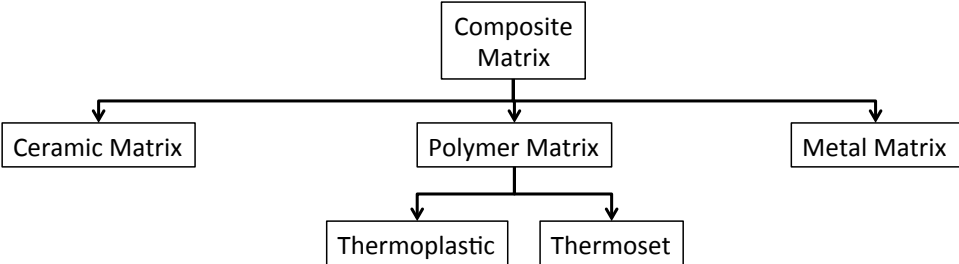 Composite
Matrix
Ceramic Matrix
Polymer Matrix
Metal Matrix
Thermoplastic
Thermoset